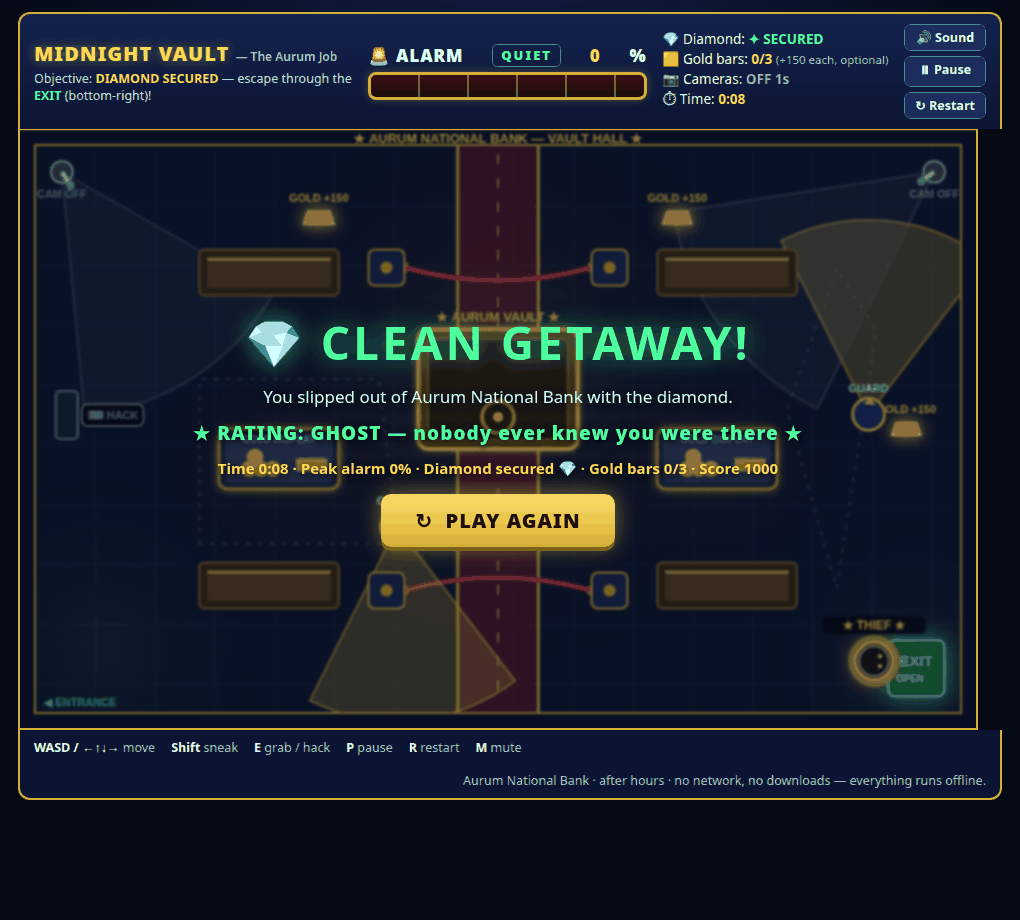 MIDNIGHT VAULT — The Aurum Job
Objective: DIAMOND SECURED — escape through the
EXIT (bottom-right)!
🚨 ALARM QUIET 0 %
💎 Diamond: ✦ SECURED
🟨 Gold bars: 0/3 (+150 each, optional)
📷 Cameras: OFF 1s
⏱ Time: 0:08
🔊 Sound
⏸ Pause
↻ Restart
★ AURUM NATIONAL BANK — VAULT HALL ★
CAM OFF
CAM OFF
GOLD +150
GOLD +150
★ AURUM VAULT ★
💎 CLEAN GETAWAY!
GUARD
You slipped out of Aurum National Bank with the diamond.
HACK
GOLD +150
★ RATING: GHOST — nobody ever knew you were there ★
Time 0:08 · Peak alarm 0% · Diamond secured 💎 · Gold bars 0/3 · Score 1000
↻ PLAY AGAIN
★ THIEF ★
EXIT
OPEN
◀ ENTRANCE
WASD / ←↑↓→ move Shift sneak E grab / hack P pause R restart M mute
Aurum National Bank · after hours · no network, no downloads — everything runs offline.